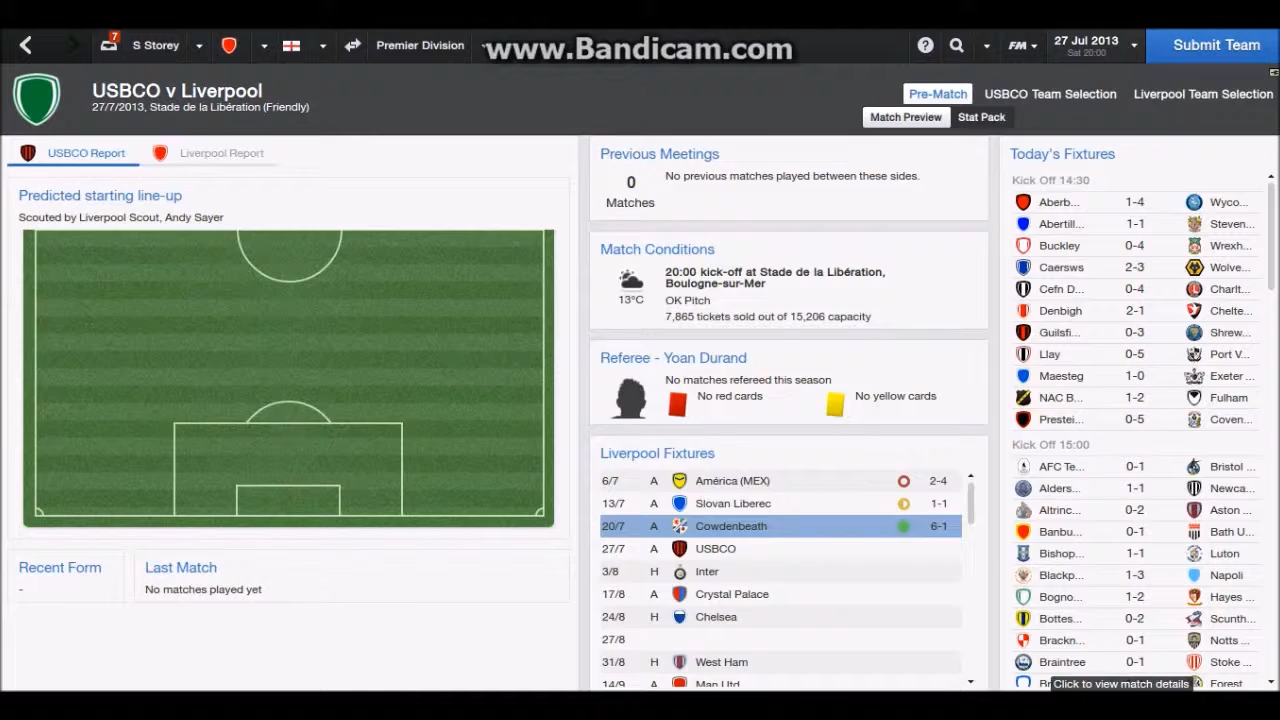 7
S Storey
Premier Division
www.Bandicam.com
FM
27 Jul 2013
Sat 20:00
Submit Team
USBCO v Liverpool
27/7/2013, Stade de la Libération (Friendly)
Pre-Match
USBCO Team Selection
Liverpool Team Selection
Match Preview
Stat Pack
USBCO Report
Liverpool Report
Predicted starting line-up
Scouted by Liverpool Scout, Andy Sayer
Recent Form
-
Last Match
No matches played yet
Previous Meetings
0
Matches
No previous matches played between these sides.
Match Conditions
13°C
20:00 kick-off at Stade de la Libération,
Boulogne-sur-Mer
OK Pitch
7,865 tickets sold out of 15,206 capacity
Referee - Yoan Durand
No matches refereed this season
No red cards
No yellow cards
Liverpool Fixtures
6/7 A América (MEX) 2-4
13/7 A Slovan Liberec 1-1
20/7 A Cowdenbeath 6-1
27/7 A USBCO
3/8 H Inter
17/8 A Crystal Palace
24/8 H Chelsea
27/8
31/8 H West Ham
14/9 A Man Utd
Today's Fixtures
Kick Off 14:30
Aberb... 1-4 Wyco...
Abertill... 1-1 Steven...
Buckley 0-4 Wrexh...
Caersws 2-3 Wolve...
Cefn D... 0-4 Charlt...
Denbigh 2-1 Chelte...
Guilsfi... 0-3 Shrew...
Llay 0-5 Port V...
Maesteg 1-0 Exeter ...
NAC B... 1-2 Fulham
Prestei... 0-5 Coven...
Kick Off 15:00
AFC Te... 0-1 Bristol ...
Alders... 1-1 Newca...
Altrinc... 0-2 Aston ...
Banbu... 0-1 Bath U...
Bishop... 1-1 Luton
Blackp... 1-3 Napoli
Bogno... 1-2 Hayes ...
Bottes... 0-2 Scunth...
Brackn... 0-1 Notts ...
Braintree 0-1 Stoke ...
Forest
Click to view match details